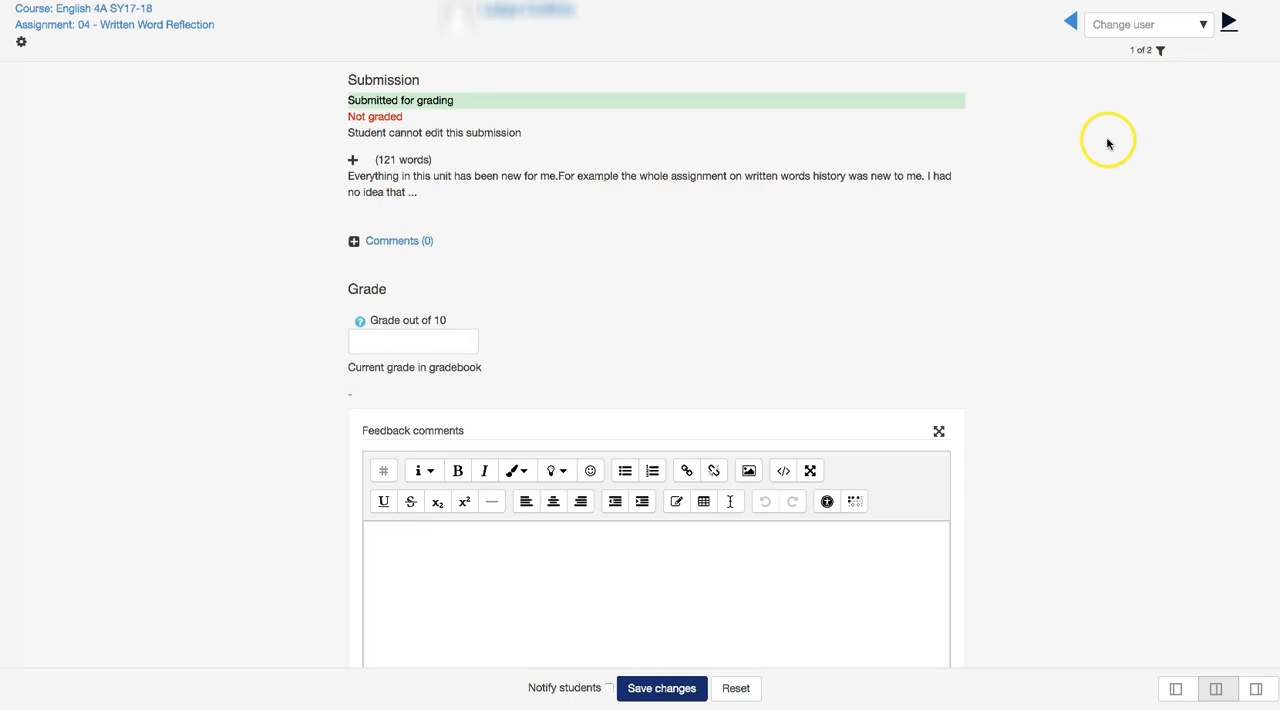 Course: English 4A SY17-18
Assignment: 04 - Written Word Reflection
Change user
1 of 2
Submission
Submitted for grading
Not graded
Student cannot edit this submission
(121 words)
Everything in this unit has been new for me.For example the whole assignment on written words history was new to me. I had
no idea that ...
Comments (0)
Grade
Grade out of 10
Current grade in gradebook
-
Feedback comments
Notify students
Save changes
Reset